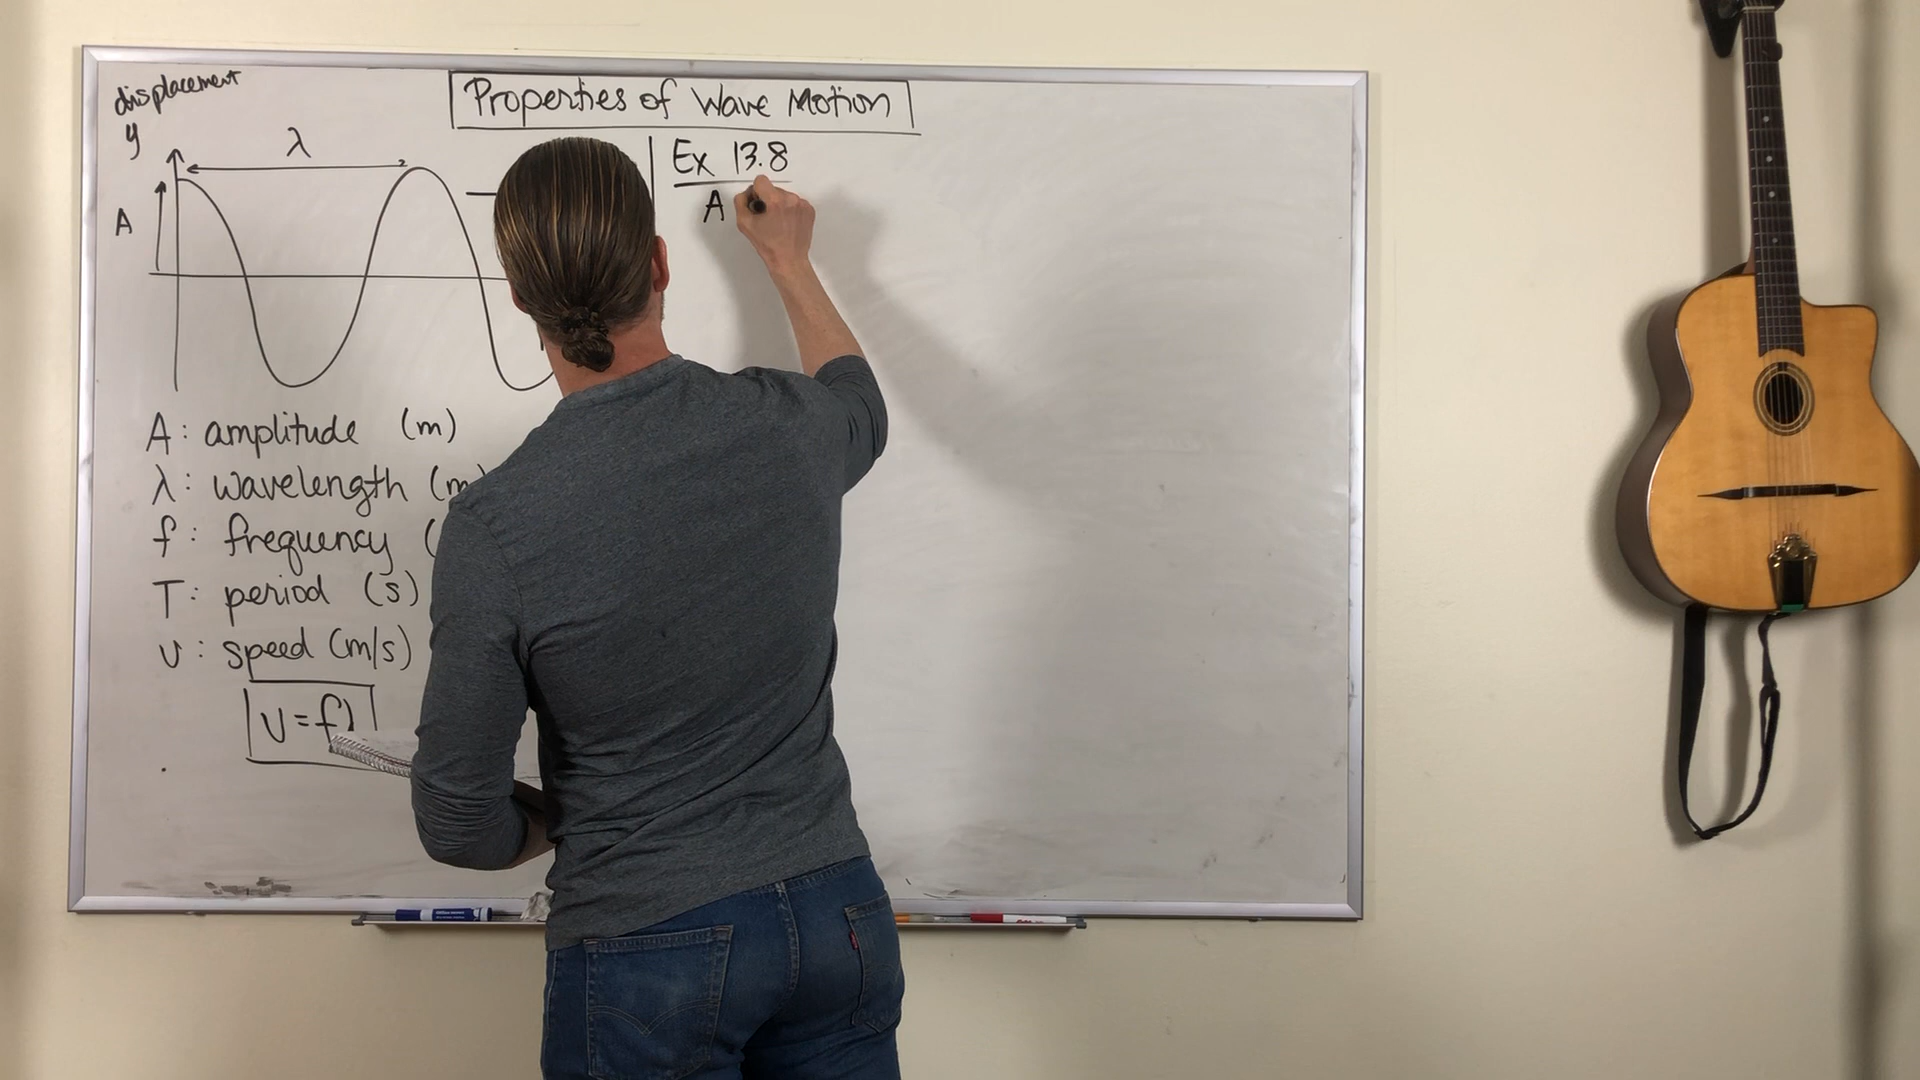 displacement
y
Properties of Wave Motion
λ
A
A: amplitude (m)
λ: wavelength (m
f: frequency (
T: period (s)
v: speed (m/s)
v=fλ
Ex 13.8
A